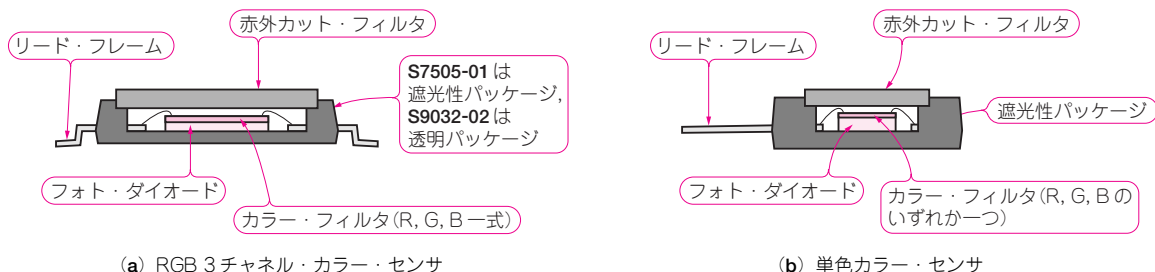 赤外カット・フィルタ
リード・フレーム
S7505-01 は
遮光性パッケージ,
S9032-02 は
透明パッケージ
フォト・ダイオード
カラー・フィルタ(R, G, B 一式)
(a) RGB 3 チャネル・カラー・センサ
赤外カット・フィルタ
リード・フレーム
遮光性パッケージ
フォト・ダイオード
カラー・フィルタ(R, G, B の
いずれか一つ)
(b) 単色カラー・センサ